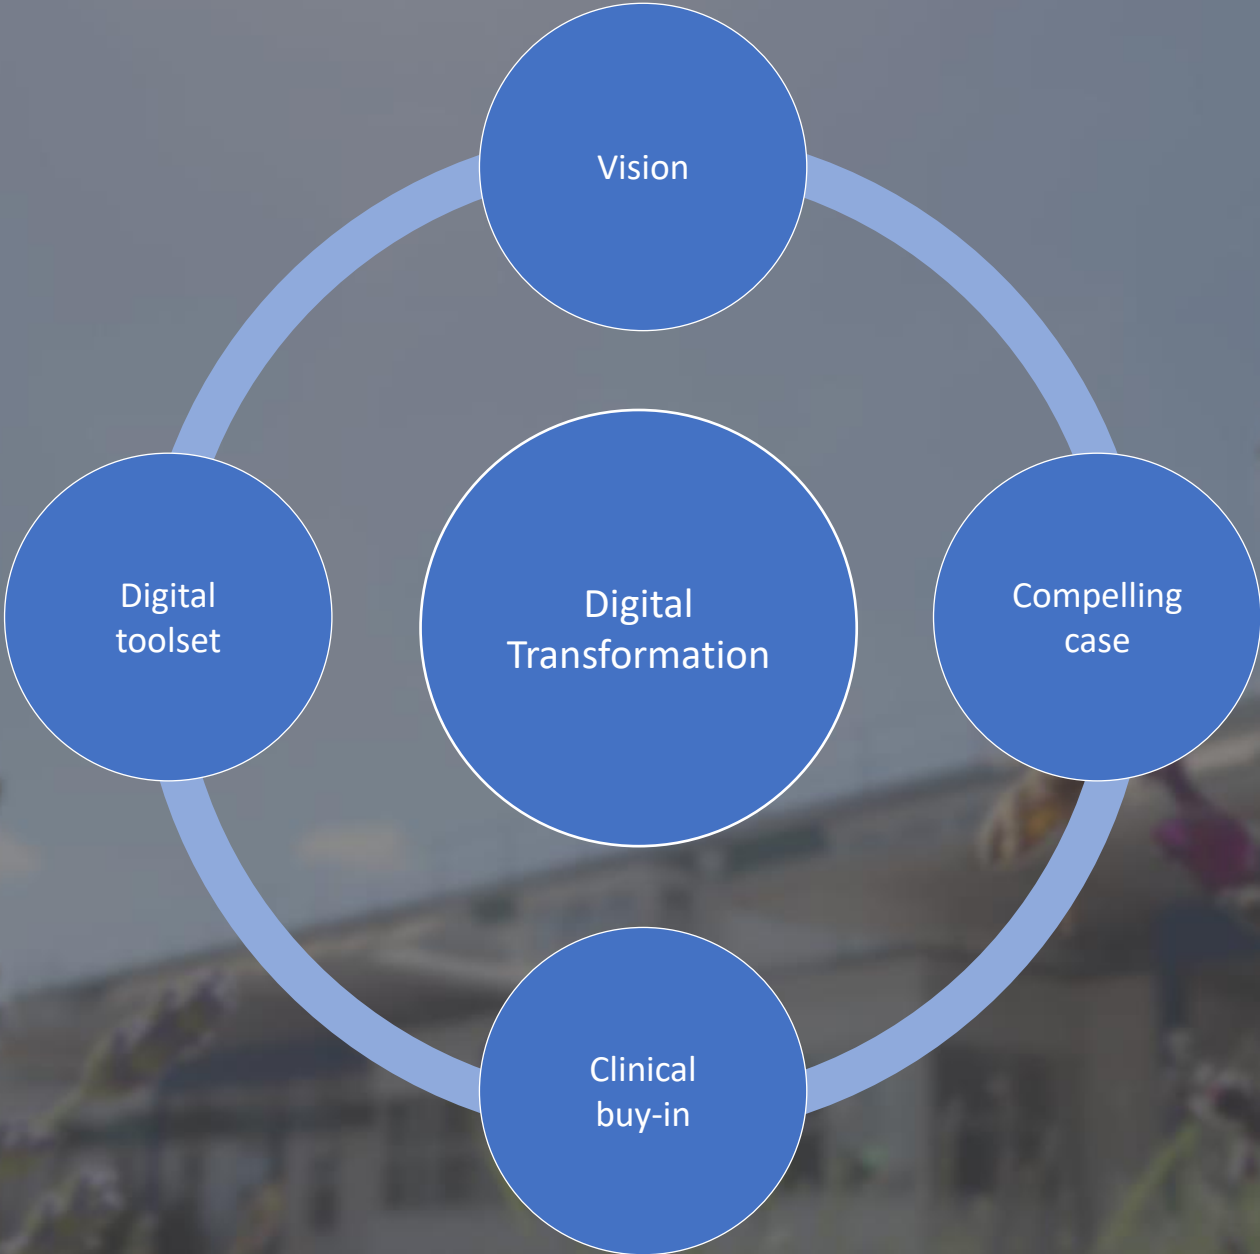 Vision
Digital
toolset
Digital
Transformation
Compelling
case
Clinical
buy-in